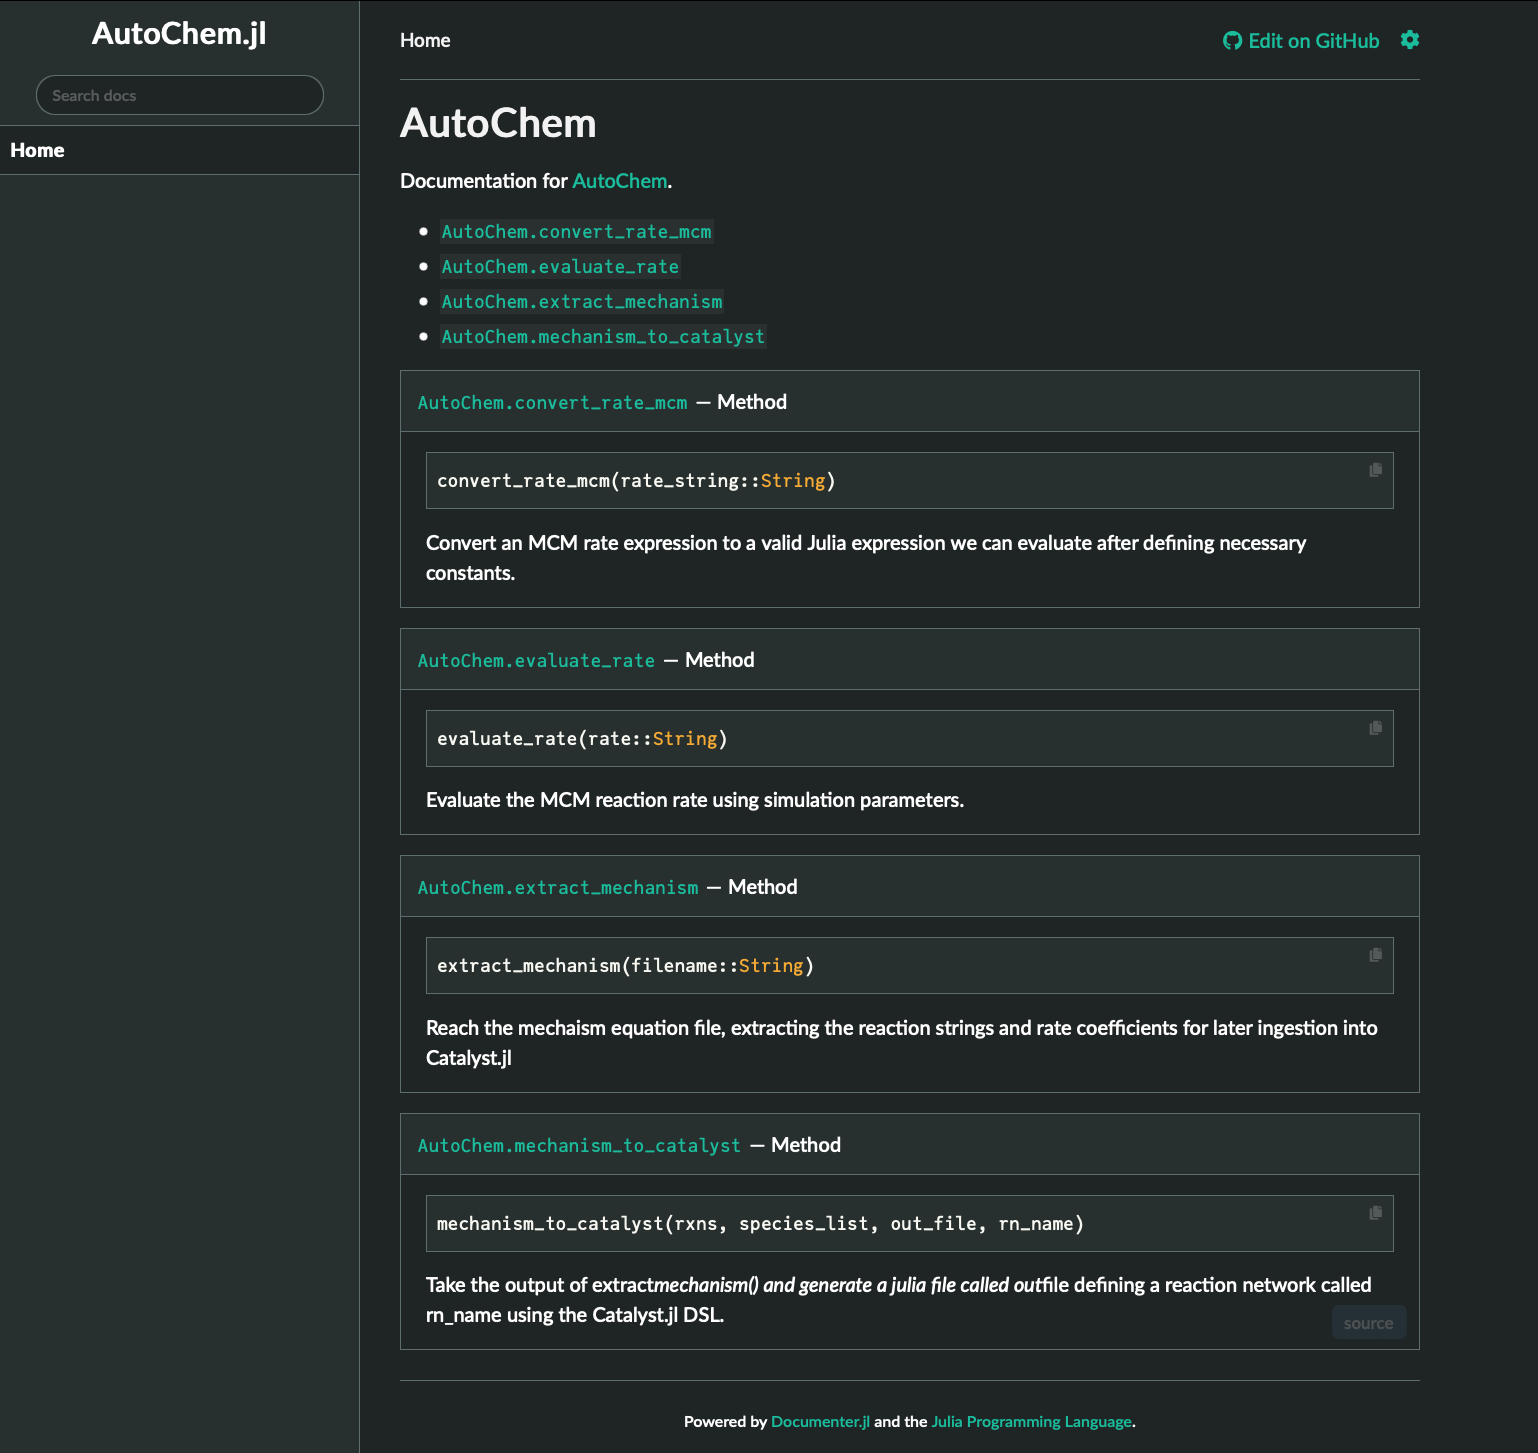 AutoChem.jl
Search docs
Home
Home
Edit on GitHub
AutoChem
Documentation for AutoChem.
AutoChem.convert_rate_mcm
AutoChem.evaluate_rate
AutoChem.extract_mechanism
AutoChem.mechanism_to_catalyst
AutoChem.convert_rate_mcm — Method
convert_rate_mcm(rate_string::String)
Convert an MCM rate expression to a valid Julia expression we can evaluate after defining necessary
constants.
AutoChem.evaluate_rate — Method
evaluate_rate(rate::String)
Evaluate the MCM reaction rate using simulation parameters.
AutoChem.extract_mechanism — Method
extract_mechanism(filename::String)
Reach the mechaism equation file, extracting the reaction strings and rate coefficients for later ingestion into
Catalyst.jl
AutoChem.mechanism_to_catalyst — Method
mechanism_to_catalyst(rxns, species_list, out_file, rn_name)
Take the output of extractmechanism() and generate a julia file called outfile defining a reaction network called
rn_name using the Catalyst.jl DSL.
source
Powered by Documenter.jl and the Julia Programming Language.